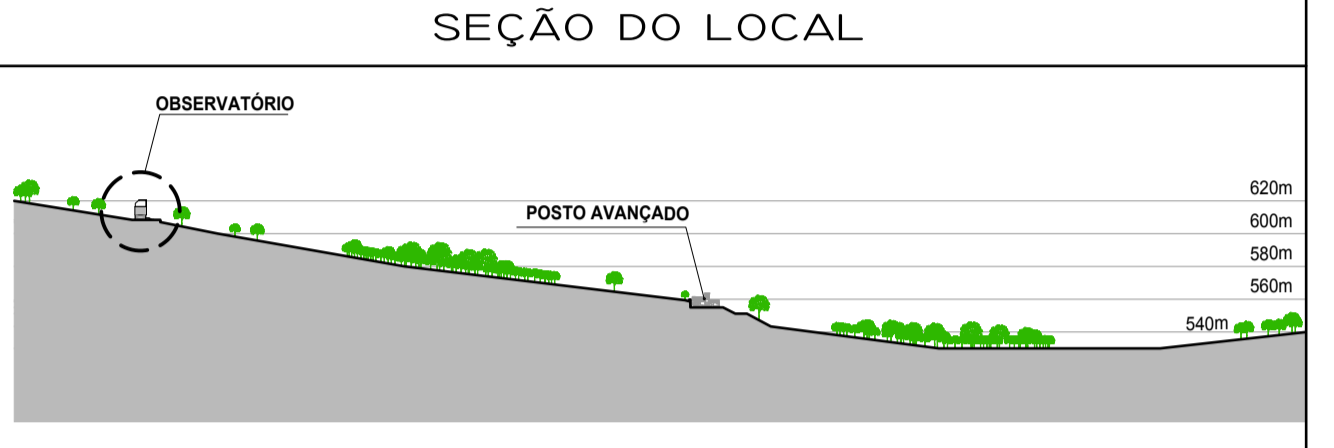 SEÇÃO DO LOCAL
OBSERVATÓRIO
POSTO AVANÇADO
620m
600m
580m
560m
540m